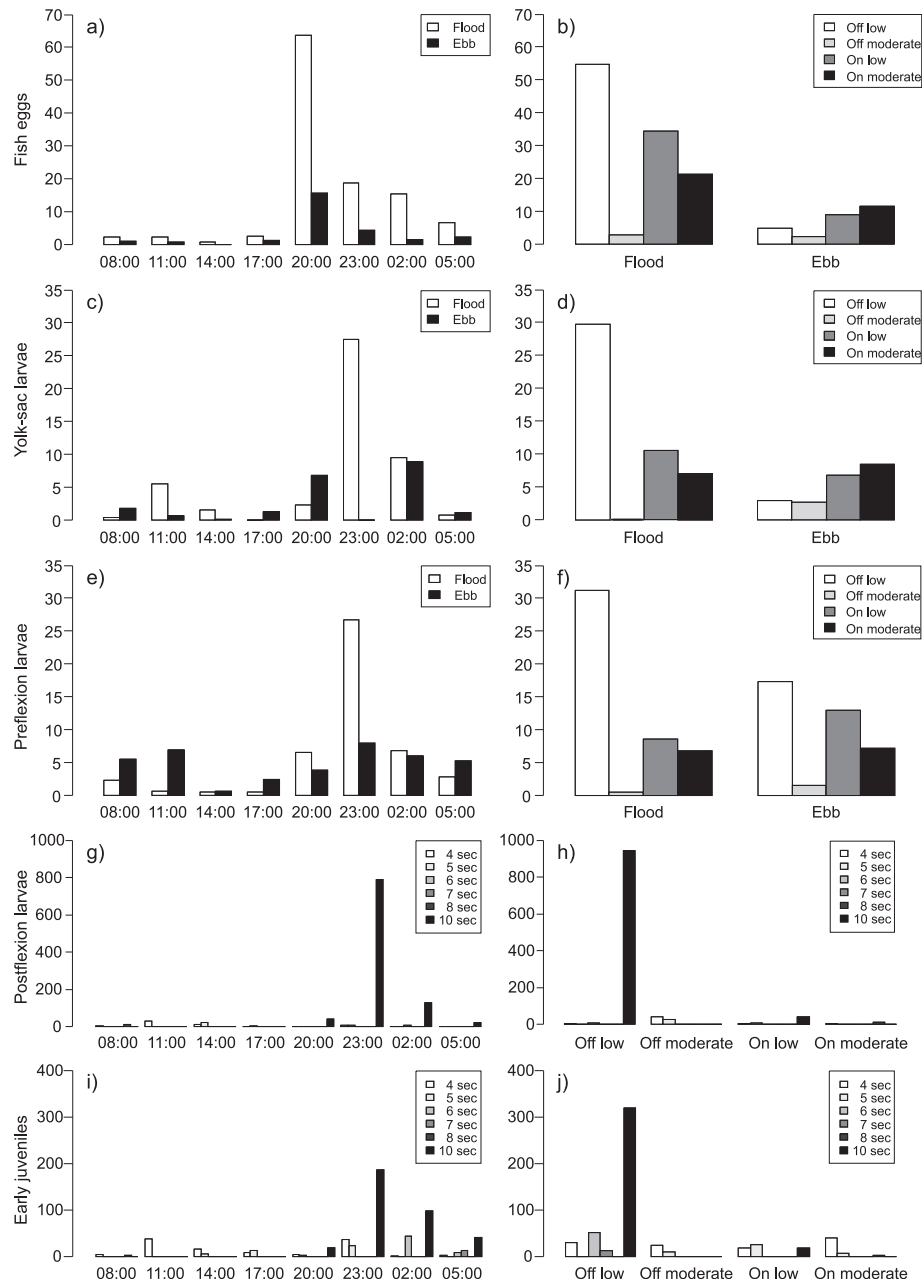 a)
Fish eggs
70
60
50
40
30
20
10
0
Flood
Ebb
08:00 11:00 14:00 17:00 20:00 23:00 02:00 05:00
b)
70
60
50
40
30
20
10
0
Off low
Off moderate
On low
On moderate
Flood Ebb
c)
Yolk-sac larvae
35
30
25
20
15
10
5
0
Flood
Ebb
08:00 11:00 14:00 17:00 20:00 23:00 02:00 05:00
d)
35
30
25
20
15
10
5
0
Off low
Off moderate
On low
On moderate
Flood Ebb
e)
Preflexion larvae
35
30
25
20
15
10
5
0
Flood
Ebb
08:00 11:00 14:00 17:00 20:00 23:00 02:00 05:00
f)
35
30
25
20
15
10
5
0
Off low
Off moderate
On low
On moderate
Flood Ebb
g)
Postflexion larvae
1000
800
600
400
200
0
4 sec
5 sec
6 sec
7 sec
8 sec
10 sec
08:00 11:00 14:00 17:00 20:00 23:00 02:00 05:00
h)
1000
800
600
400
200
0
4 sec
5 sec
6 sec
7 sec
8 sec
10 sec
Off low Off moderate On low On moderate
i)
Early juveniles
400
300
200
100
0
4 sec
5 sec
6 sec
7 sec
8 sec
10 sec
08:00 11:00 14:00 17:00 20:00 23:00 02:00 05:00
j)
400
300
200
100
0
4 sec
5 sec
6 sec
7 sec
8 sec
10 sec
Off low Off moderate On low On moderate